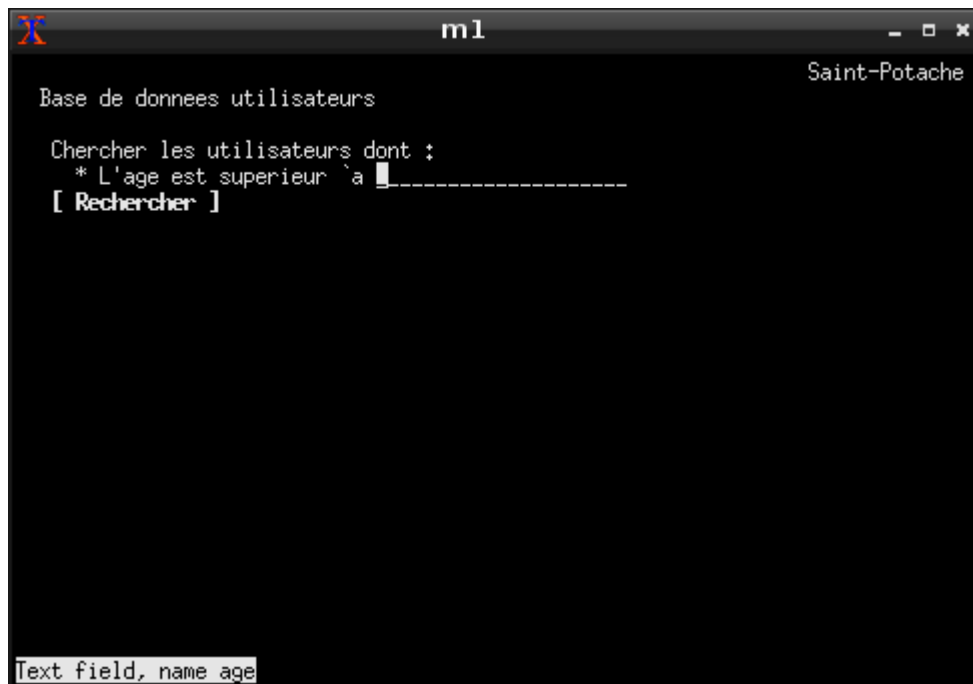 m1
Saint-Potache
Base de donnees utilisateurs
Chercher les utilisateurs dont :
* L'age est superieur `a ____________________
[ Rechercher ]
Text field, name age